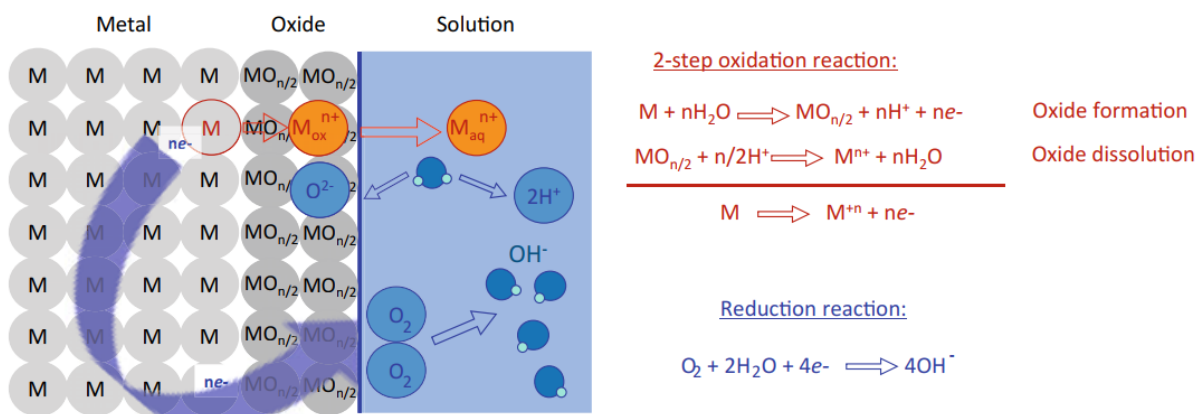 Metal Oxide Solution
M M M M MOn/2 MOn/2
M M M M MOn/2 Mox n+ Maq n+
ne-
M M M M MOn/2 O2- 2H+
M M M M MOn/2 MOn/2
OH-
M M M M MOn/2 MOn/2
M M M M MOn/2 MOn/2 O2
M M M ne- MOn/2 MOn/2 O2
2-step oxidation reaction:
M + nH2O ⇒ MOn/2 + nH+ + ne- Oxide formation
MOn/2 + n/2H+ ⇒ Mn+ + nH2O Oxide dissolution
M ⇒ M+n + ne-
Reduction reaction:
O2 + 2H2O + 4e- ⇒ 4OH-